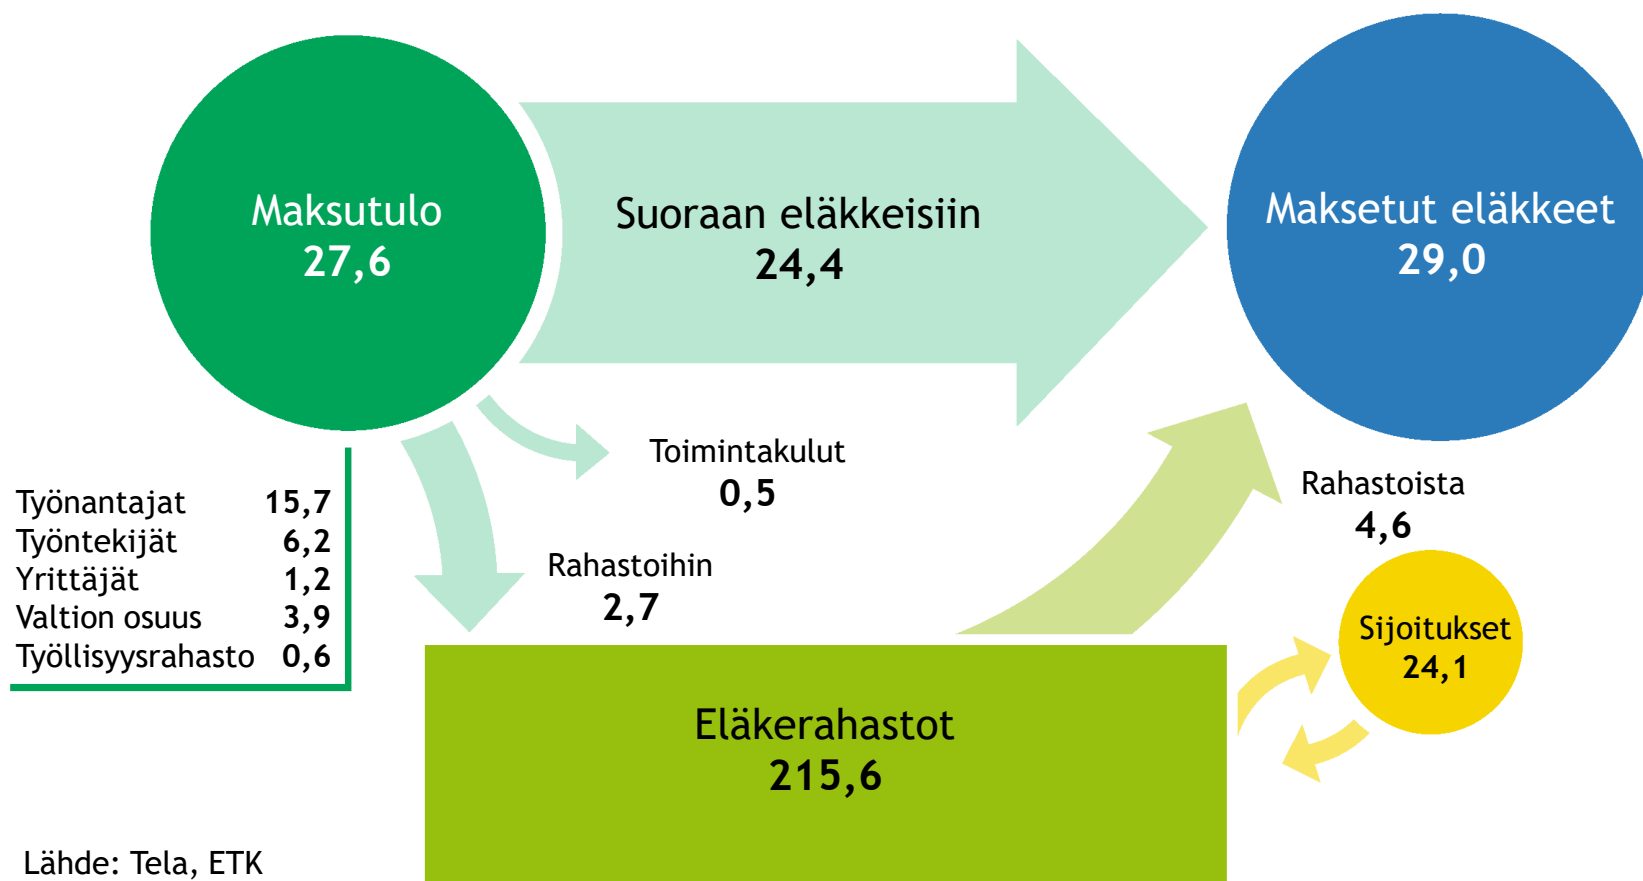 Maksutulo
27,6
Suoraan eläkkeisiin
24,4
Maksetut eläkkeet
29,0
Toimintakulut
0,5
Rahastoista
4,6
Rahastoihin
2,7
Työnantajat 15,7
Työntekijät 6,2
Yrittäjät 1,2
Valtion osuus 3,9
Työllisyysrahasto 0,6
Sijoitukset
24,1
Eläkerahastot
215,6
Lähde: Tela, ETK